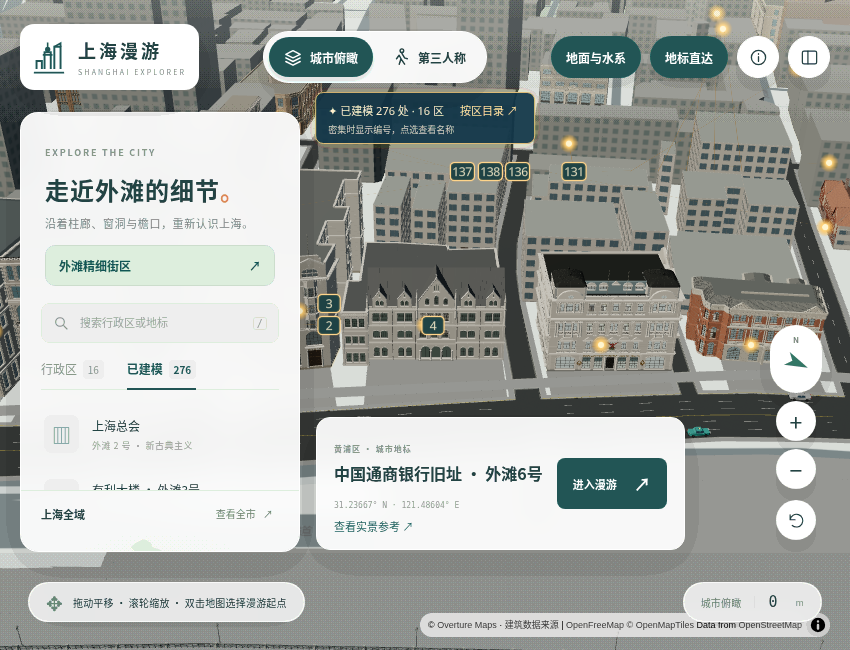 上海漫游
SHANGHAI EXPLORER
城市俯瞰
第三人称
地面与水系
地标直达
✦ 已建模 276 处 · 16 区 按区目录 ↗
密集时显示编号，点选查看名称
EXPLORE THE CITY
走近外滩的细节。
沿着柱廊、窗洞与檐口，重新认识上海。
外滩精细街区 ↗
搜索行政区或地标 /
行政区 16 已建模 276
上海总会
外滩 2 号 · 新古典主义
有利大楼 · 外滩3号
上海全域 查看全市 ↗
137 138 136 131
3
2
4
N
+
−
黄浦区 · 城市地标
中国通商银行旧址 · 外滩6号
31.23667° N · 121.48604° E
查看实景参考 ↗
进入漫游 ↗
拖动平移 · 滚轮缩放 · 双击地图选择漫游起点
城市俯瞰 0 m
© Overture Maps · 建筑数据来源 | OpenFreeMap © OpenMapTiles Data from OpenStreetMap